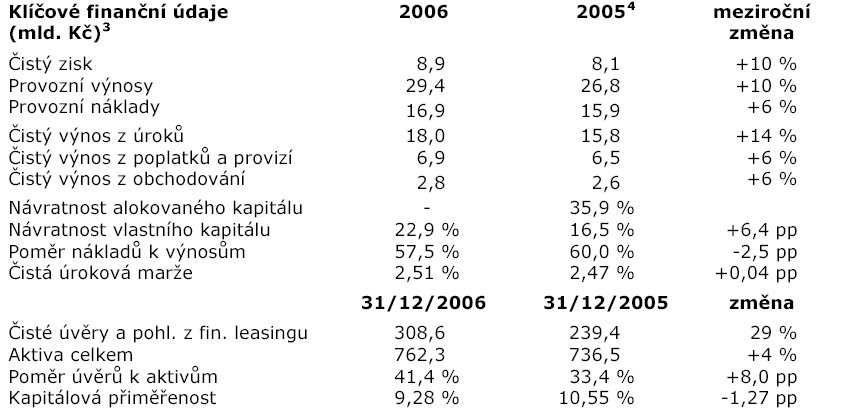 Klíčové finanční údaje 2006 2005⁴ meziroční
(mld. Kč)³ změna
Čistý zisk 8,9 8,1 +10 %
Provozní výnosy 29,4 26,8 +10 %
Provozní náklady 16,9 15,9 +6 %
Čistý výnos z úroků 18,0 15,8 +14 %
Čistý výnos z poplatků a provizí 6,9 6,5 +6 %
Čistý výnos z obchodování 2,8 2,6 +6 %
Návratnost alokovaného kapitálu - 35,9 %
Návratnost vlastního kapitálu 22,9 % 16,5 % +6,4 pp
Poměr nákladů k výnosům 57,5 % 60,0 % -2,5 pp
Čistá úroková marže 2,51 % 2,47 % +0,04 pp
31/12/2006 31/12/2005 změna
Čisté úvěry a pohl. z fin. leasingu 308,6 239,4 29 %
Aktiva celkem 762,3 736,5 +4 %
Poměr úvěrů k aktivům 41,4 % 33,4 % +8,0 pp
Kapitálová přiměřenost 9,28 % 10,55 % -1,27 pp